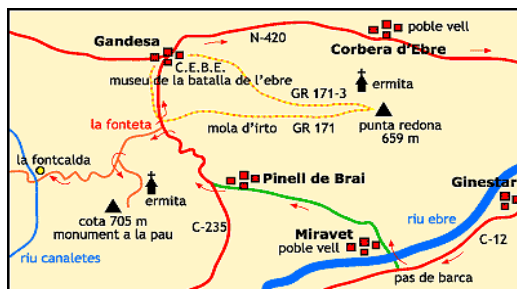 poble vell
N-420
Gandesa
Corbera d'Ebre
C.E.B.E.
museu de la batalla de l'ebre
ermita
GR 171-3
la fonteta
mola d'irto
GR 171
punta redona
659 m
la fontcalda
Pinell de Brai
Ginestar
ermita
cota 705 m
monument a la pau
C-235
riu ebre
Miravet
poble vell
C-12
riu canaletes
pas de barca